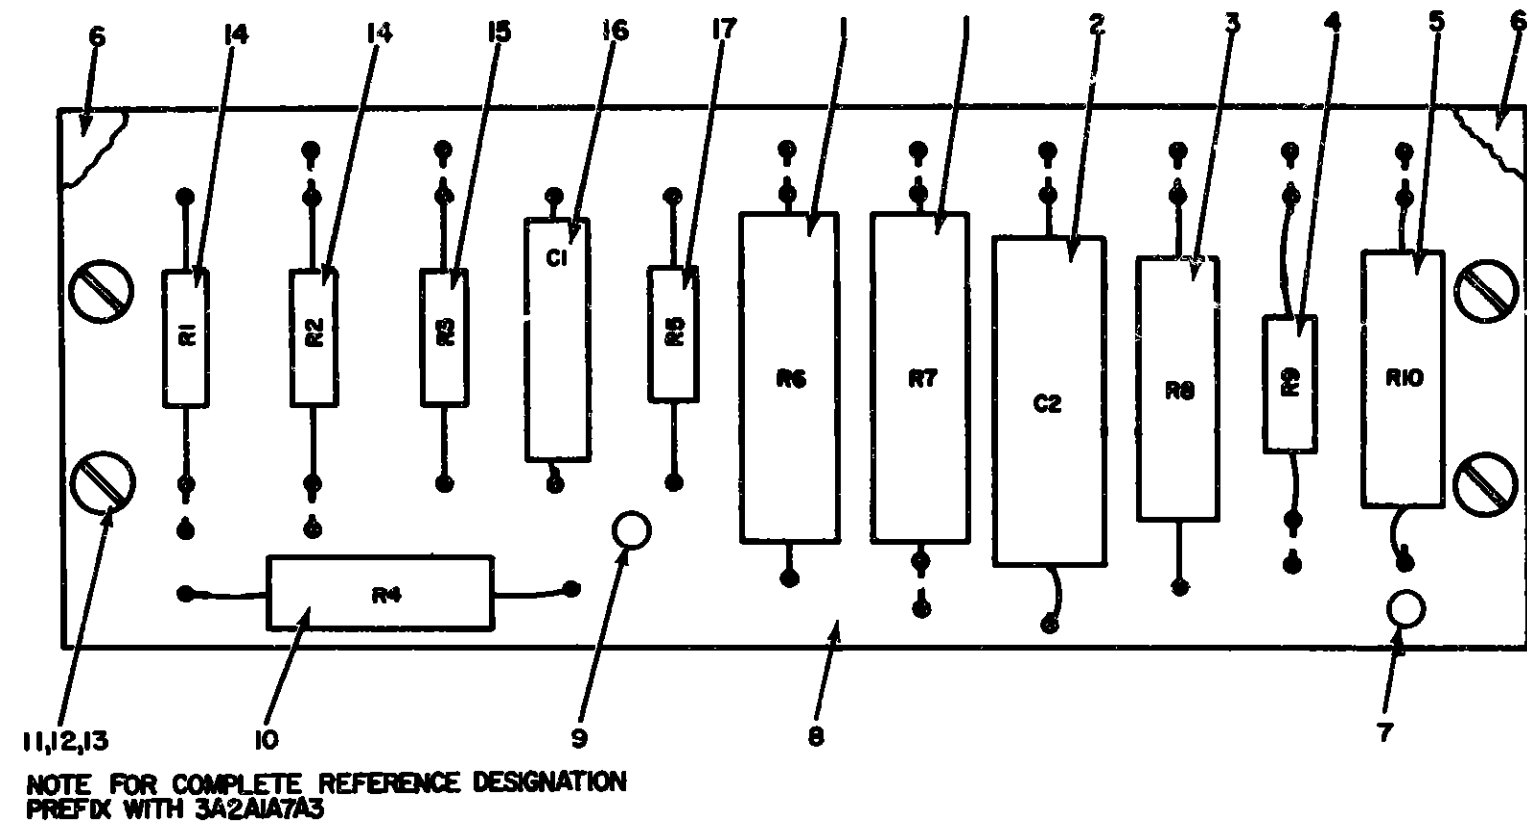 6 14 14 15 16 17 1 1 2 3 4 5 6
C1
R1 R2 R3 R5 R6 R7 C2 R8 R9 R10
R4
11,12,13 10 9 8 7
NOTE FOR COMPLETE REFERENCE DESIGNATION
PREFIX WITH 3A2A1A7A3